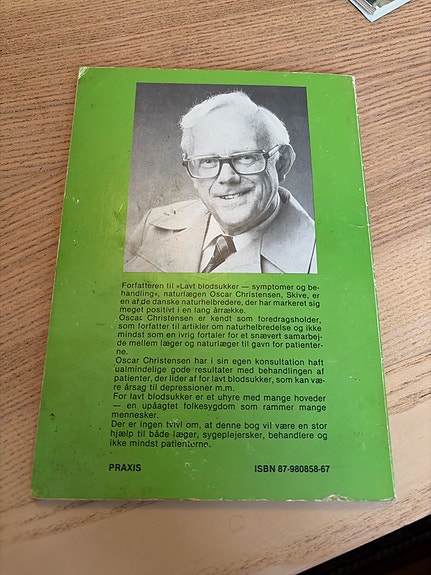 Forfatteren til »Lavt blodsukker — symptomer og be-
handling«, naturlægen Oscar Christensen, Skive, er
en af de danske naturhelbredere, der har markeret sig
meget positivt i en lang årrække.
Oscar Christensen er kendt som foredragsholder,
som forfatter til artikler om naturhelbredelse og ikke
mindst som en ivrig fortaler for et snævert samarbej-
de mellem læger og naturlæger til gavn for patienter-
ne.
Oscar Christensen har i sin egen konsultation haft
ualmindelige gode resultater med behandlingen af
patienter, der lider af for lavt blodsukker, som kan væ-
re årsag til depressioner m.m.
For lavt blodsukker er et uhyre med mange hoveder
— en upåagtet folkesygdom som rammer mange
mennesker.
Der er ingen tvivl om, at denne bog vil være en stor
hjælp til både læger, sygeplejersker, behandlere og
ikke mindst patienterne.
PRAXIS ISBN 87-980858-67